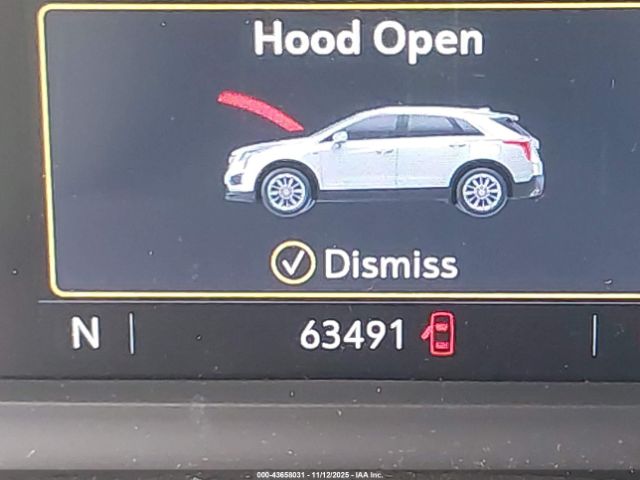 Hood Open
Dismiss
N 63491
000-43658031 - 11/12/2025 - IAA Inc.